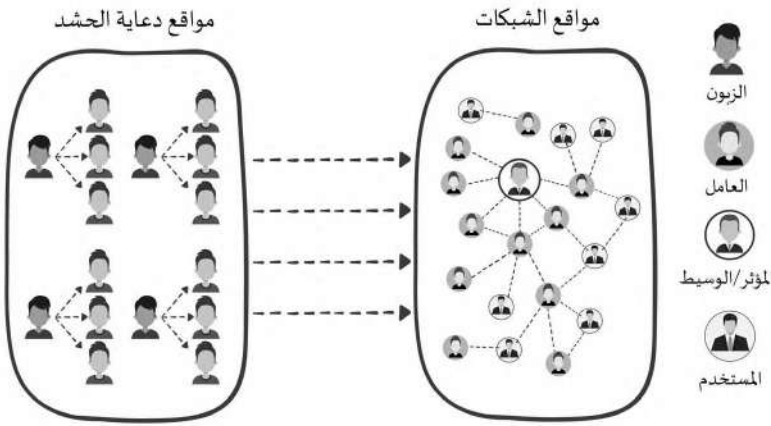 مواقع الشبكات
مواقع دعاية الحشد
الزبون
العامل
لمؤثر/الوسيط
المستخدم